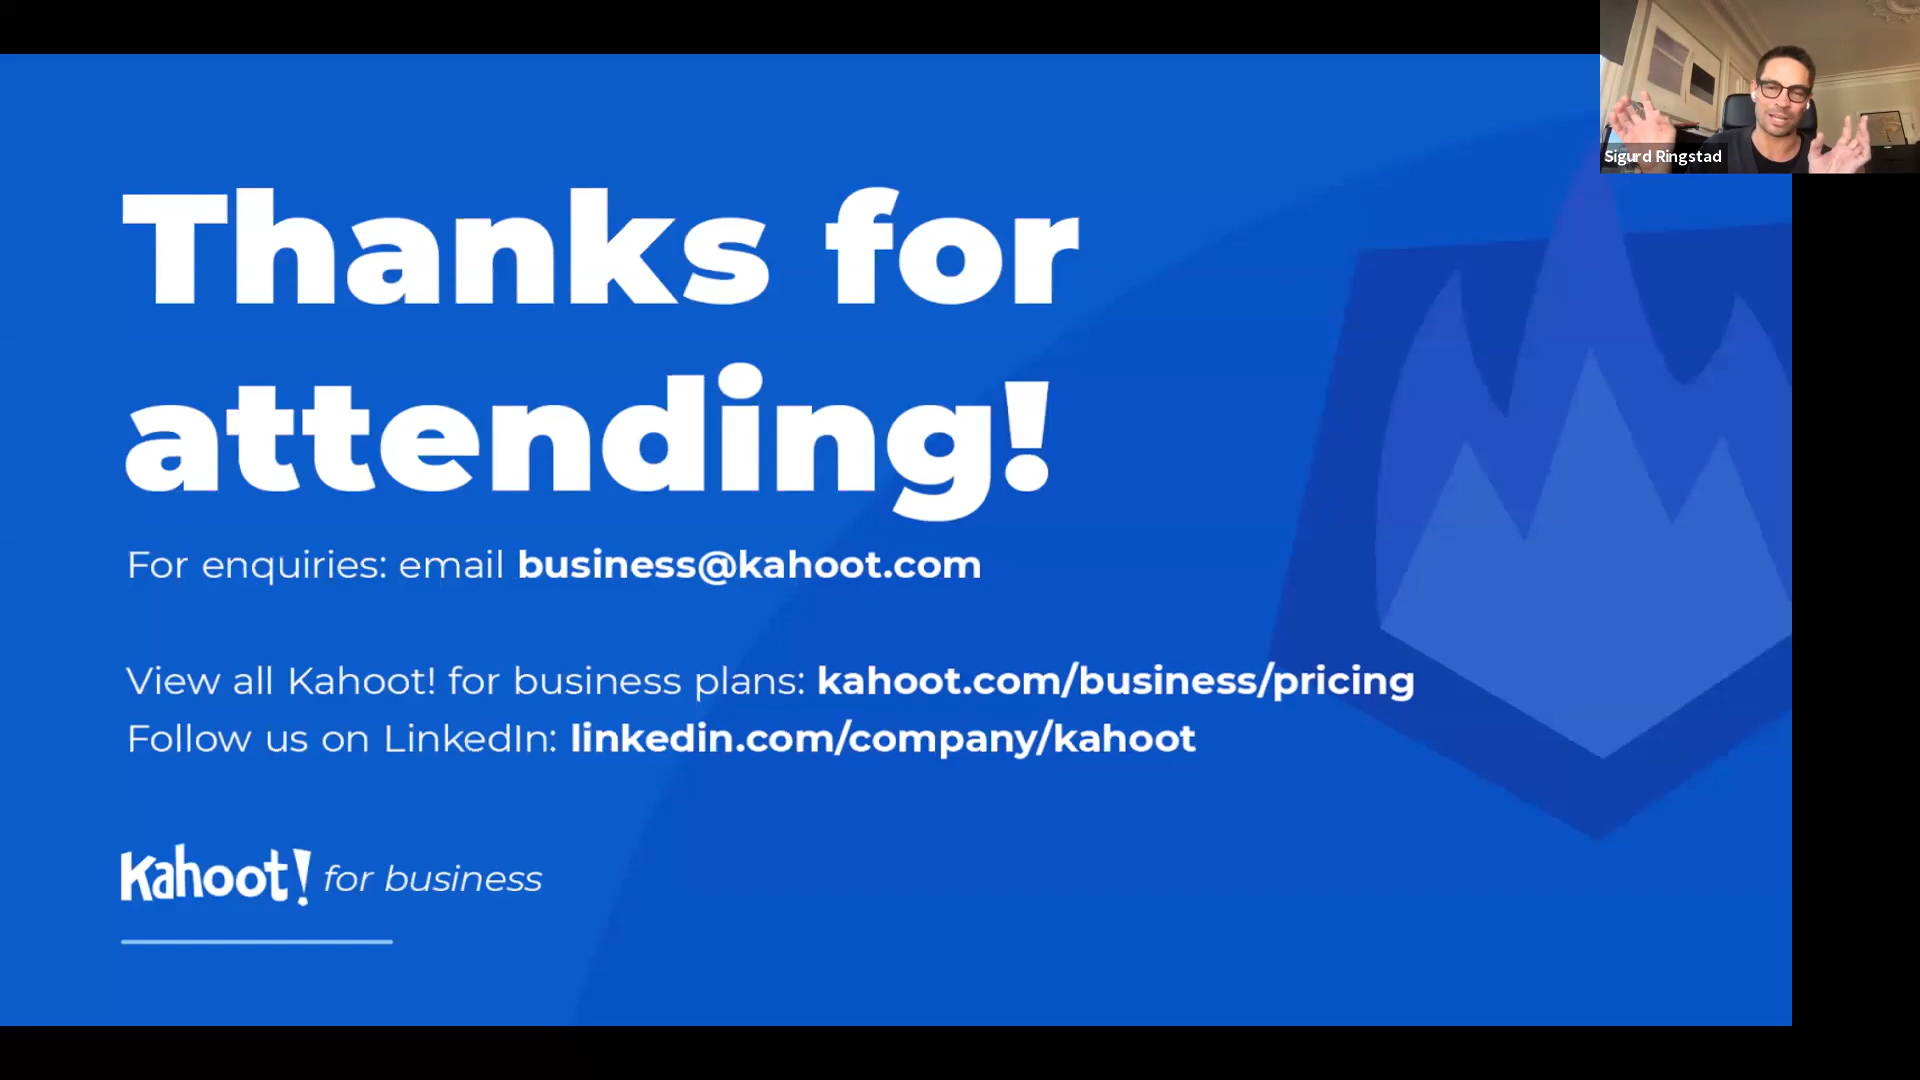 Sigurd Ringstad
Thanks for
attending!
For enquiries: email business@kahoot.com
View all Kahoot! for business plans: kahoot.com/business/pricing
Follow us on LinkedIn: linkedin.com/company/kahoot
Kahoot! for business